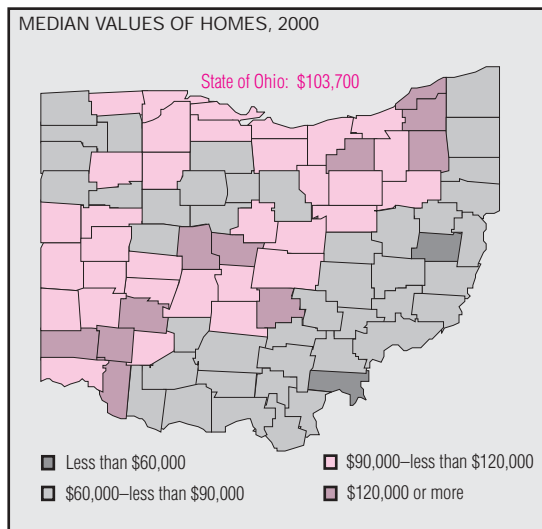 MEDIAN VALUES OF HOMES, 2000
State of Ohio: $103,700
Less than $60,000
$90,000–less than $120,000
$60,000–less than $90,000
$120,000 or more